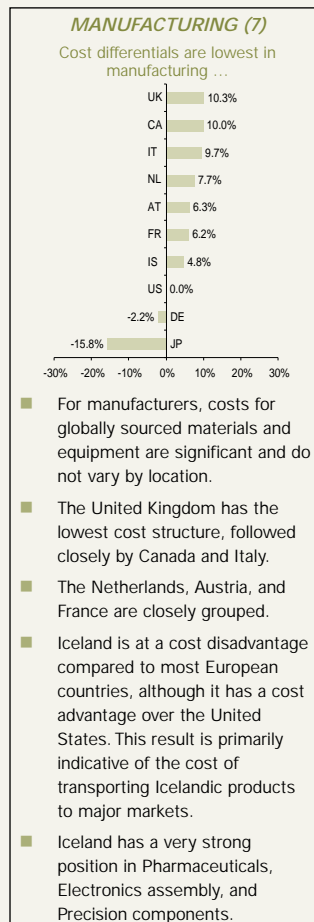 MANUFACTURING (7)
Cost differentials are lowest in
manufacturing …
UK 10.3%
CA 10.0%
IT 9.7%
NL 7.7%
AT 6.3%
FR 6.2%
IS 4.8%
US 0.0%
-2.2% DE
-15.8% JP
-30% -20% -10% 0% 10% 20% 30%
For manufacturers, costs for
globally sourced materials and
equipment are significant and do
not vary by location.
The United Kingdom has the
lowest cost structure, followed
closely by Canada and Italy.
The Netherlands, Austria, and
France are closely grouped.
Iceland is at a cost disadvantage
compared to most European
countries, although it has a cost
advantage over the United
States. This result is primarily
indicative of the cost of
transporting Icelandic products
to major markets.
Iceland has a very strong
position in Pharmaceuticals,
Electronics assembly, and
Precision components.